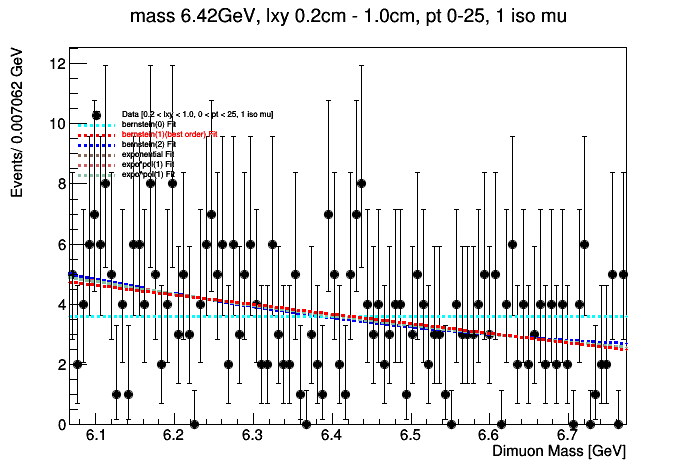 mass 6.42GeV, lxy 0.2cm - 1.0cm, pt 0-25, 1 iso mu
Events/ 0.007062 GeV
12
10
8
6
4
2
0
Data [0.2 < lxy < 1.0, 0 < pt < 25, 1 iso mu]
bernstein(0) Fit
bernstein(1)(best order) Fit
bernstein(2) Fit
exponential Fit
expo*pol(1) Fit
expo*pol(1) Fit
6.1 6.2 6.3 6.4 6.5 6.6 6.7
Dimuon Mass [GeV]